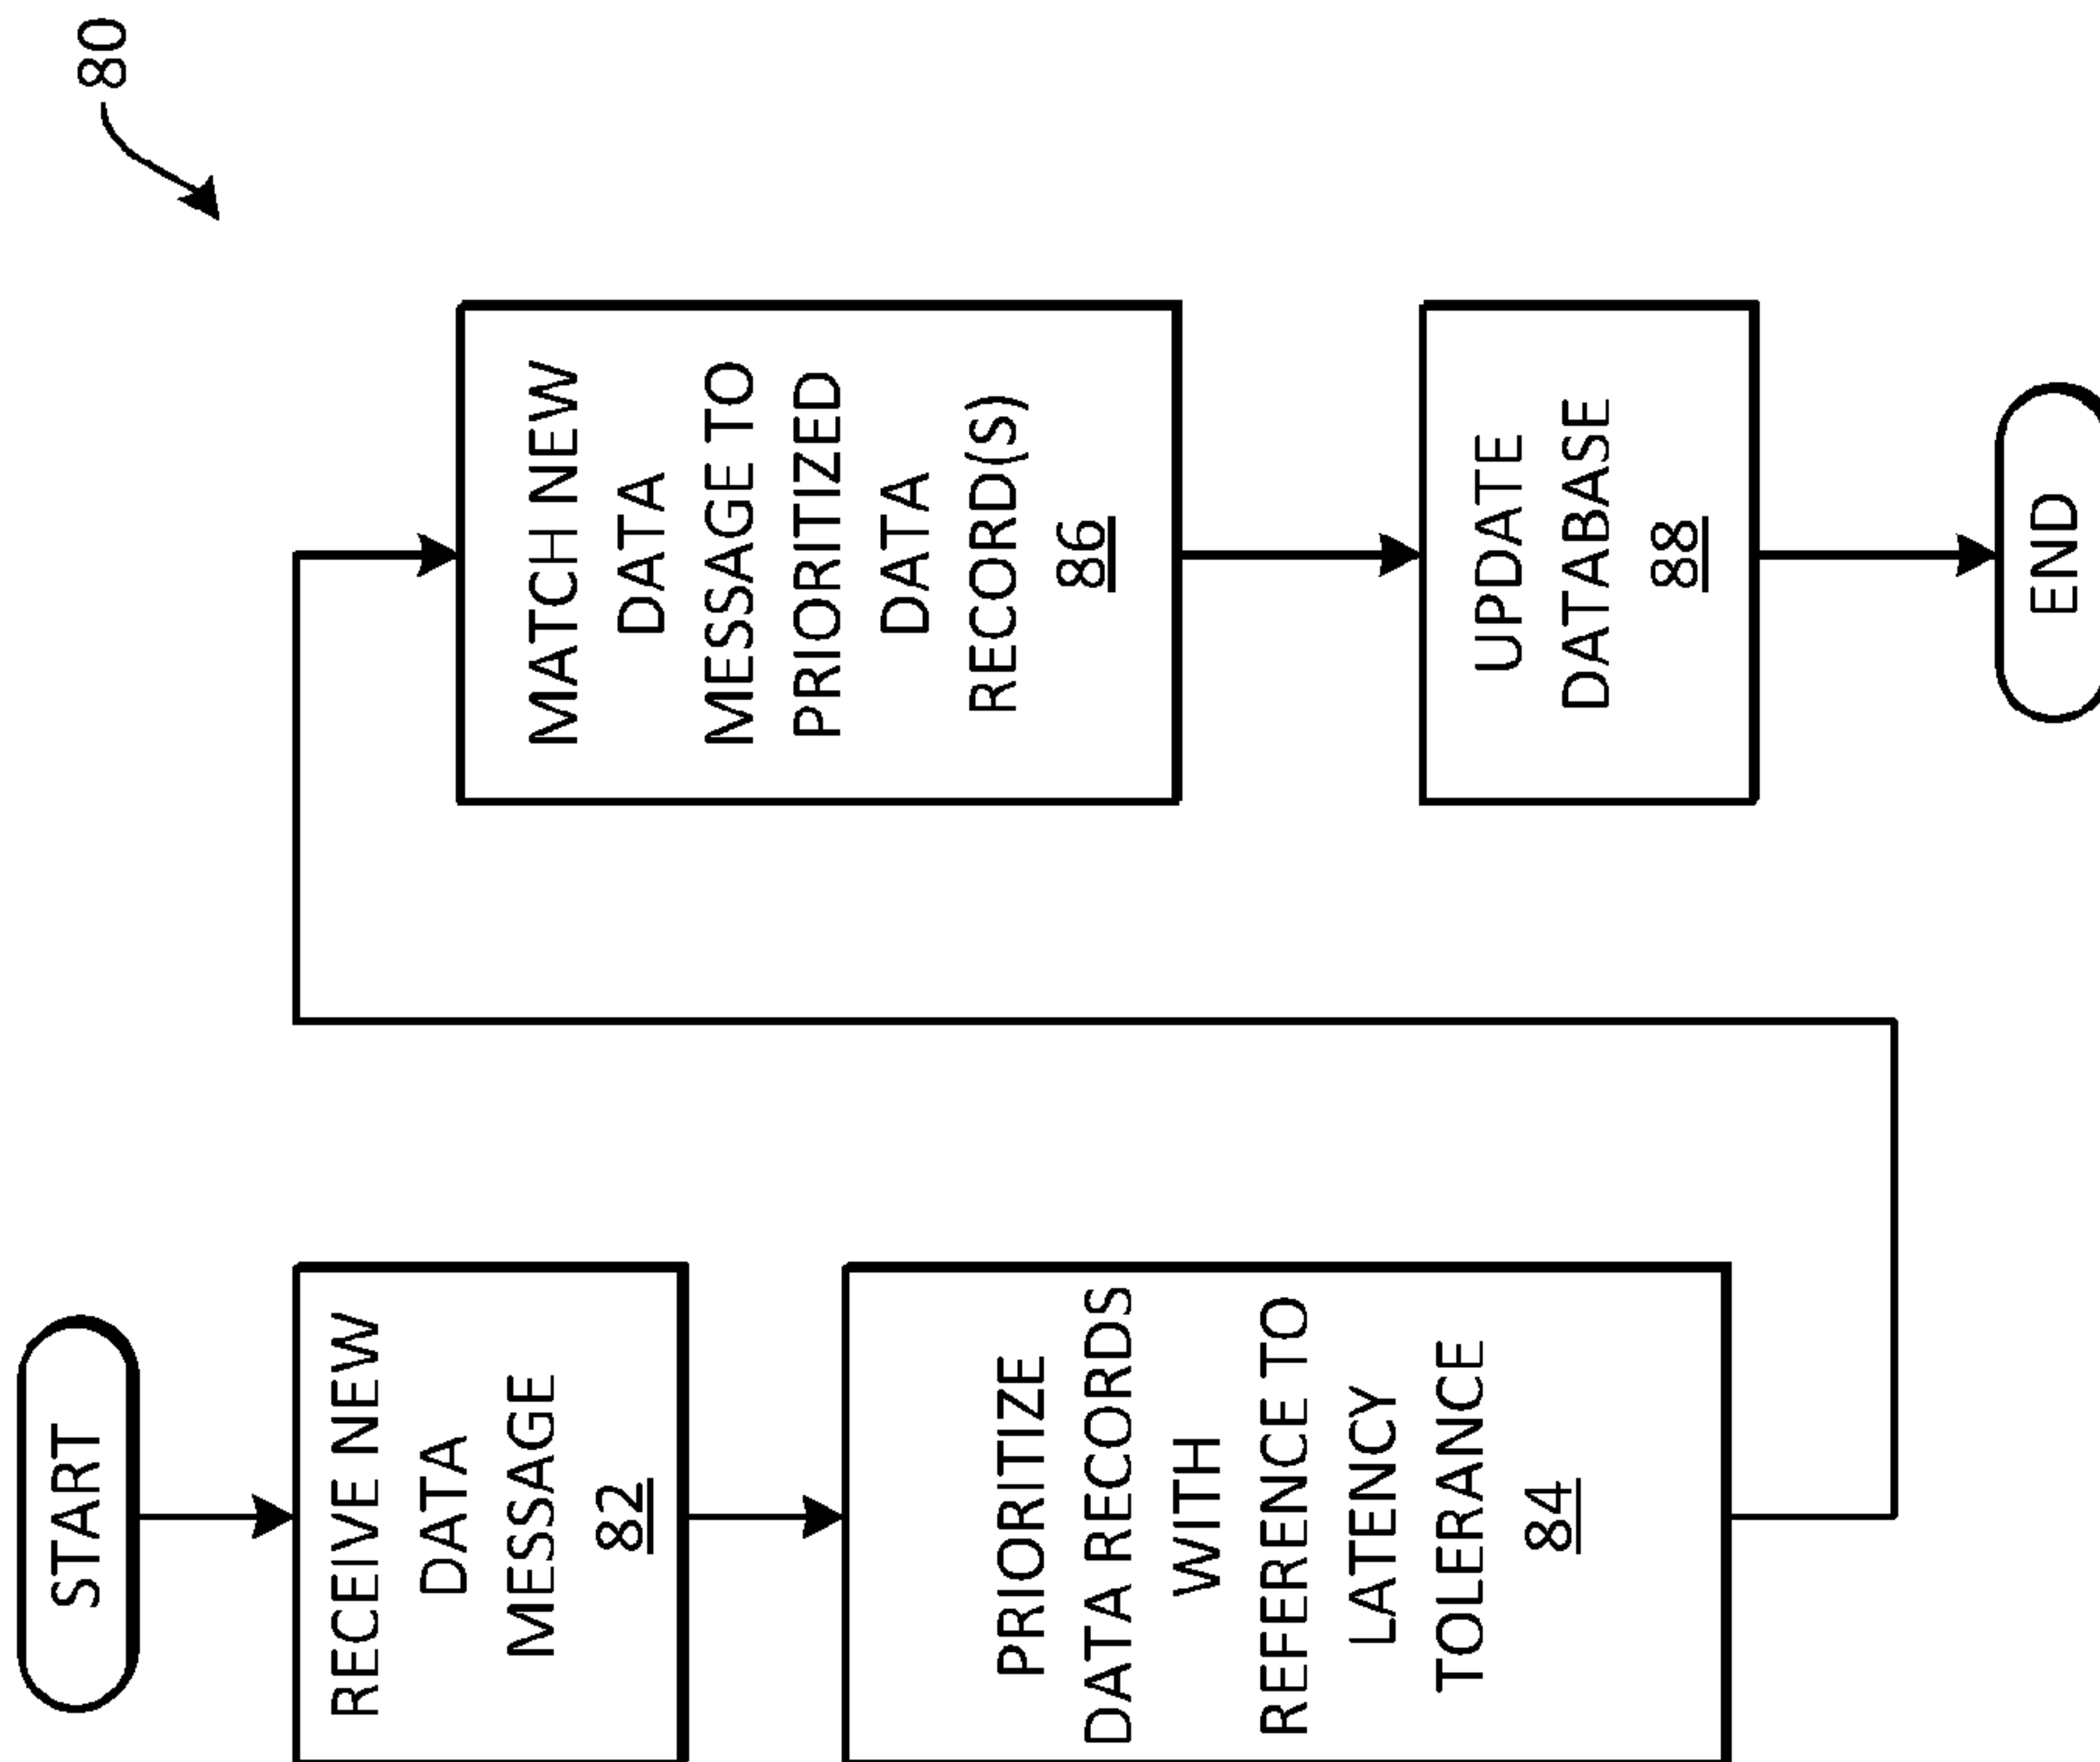 80
START
RECEIVE NEW
DATA
MESSAGE
82
PRIORITIZE
DATA RECORDS
WITH
REFERENCE TO
LATENCY
TOLERANCE
84
MATCH NEW
DATA
MESSAGE TO
PRIORITIZED
DATA
RECORD(S)
86
UPDATE
DATABASE
88
END